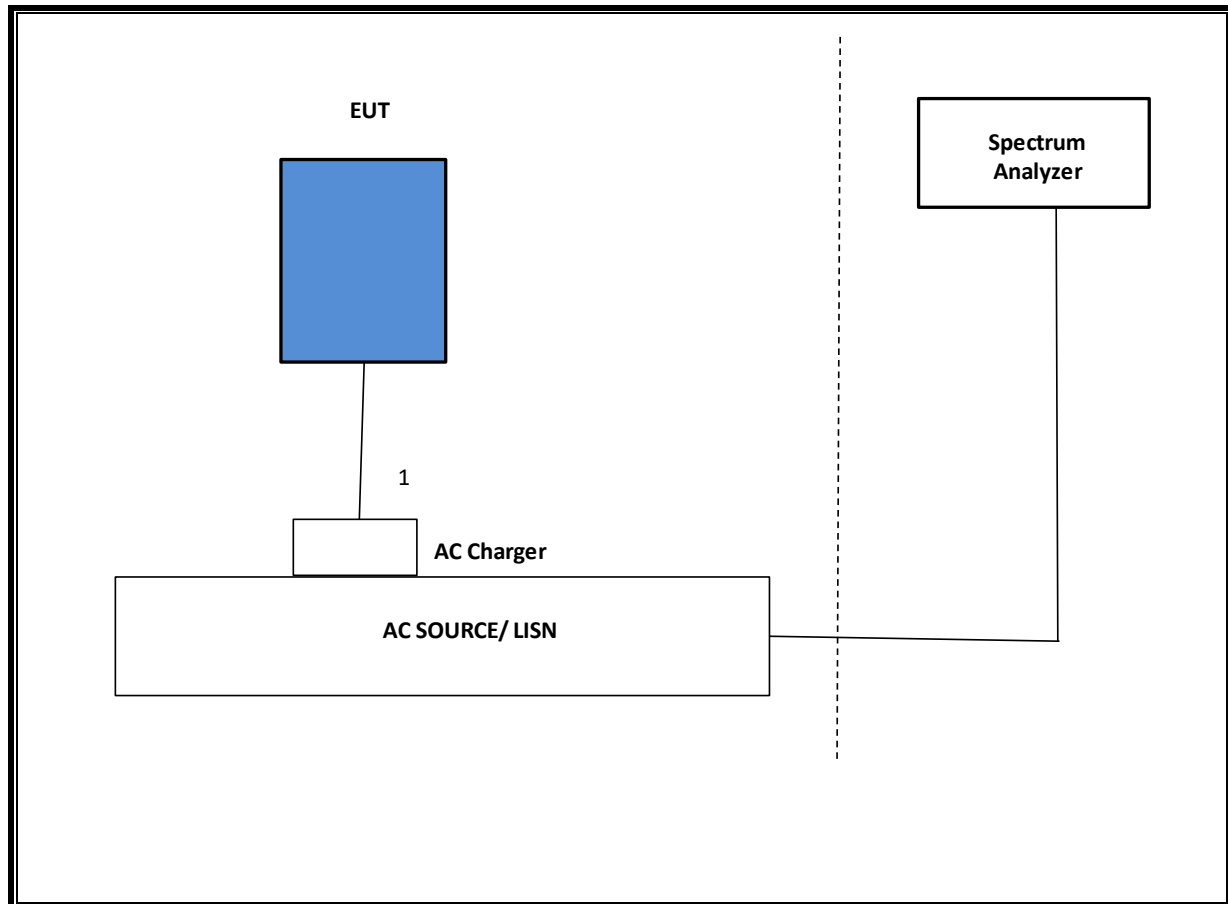 EUT
Spectrum
Analyzer
1
AC Charger
AC SOURCE/ LISN